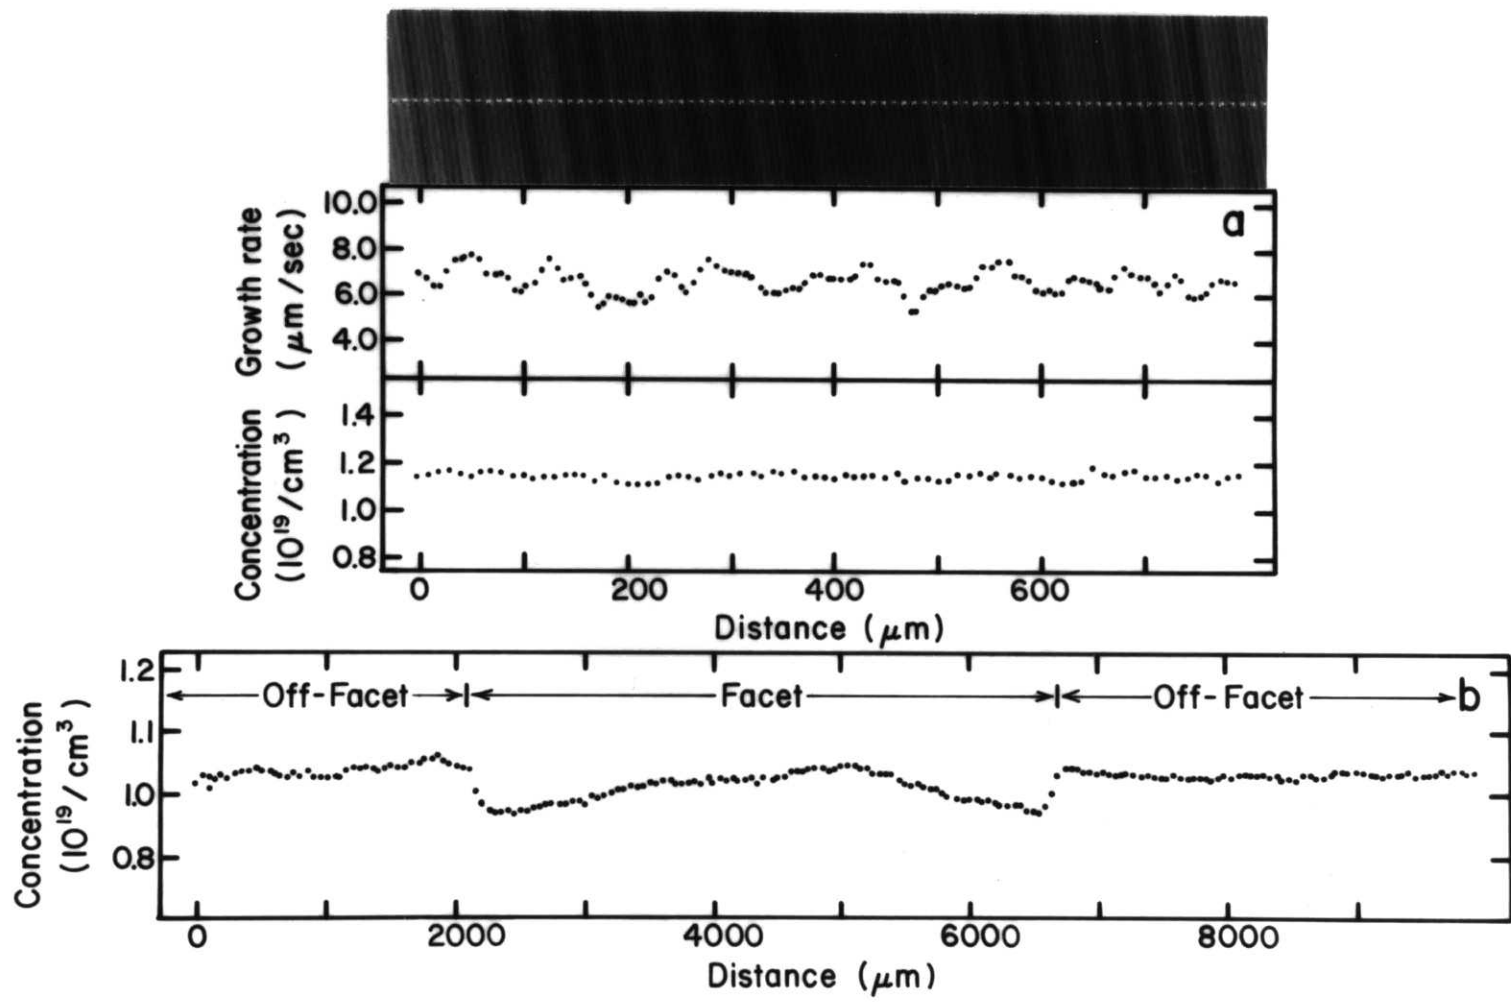 a
10.0
8.0
6.0
4.0
Growth rate
(μm/sec)
1.4
1.2
1.0
0.8
Concentration
(10¹⁹/cm³)
0 200 400 600
Distance (μm)
b
Off-Facet Facet Off-Facet
1.2
1.1
1.0
0.8
Concentration
(10¹⁹/cm³)
0 2000 4000 6000 8000
Distance (μm)